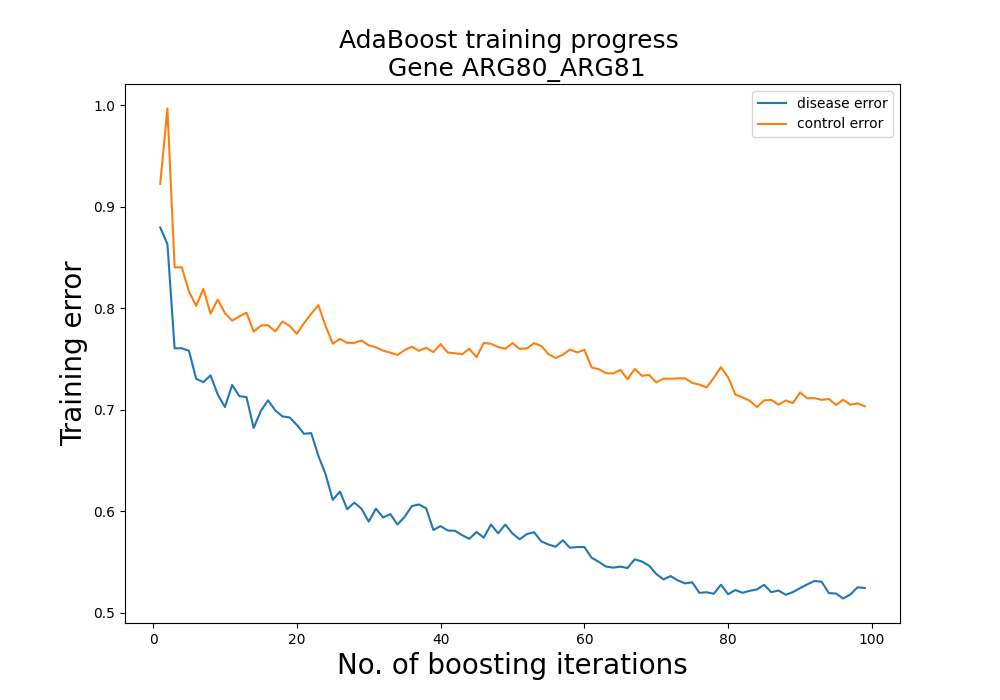 AdaBoost training progress
Gene ARG80_ARG81
disease error
control error
Training error
1.0
0.9
0.8
0.7
0.6
0.5
0
20
40
60
80
100
No. of boosting iterations